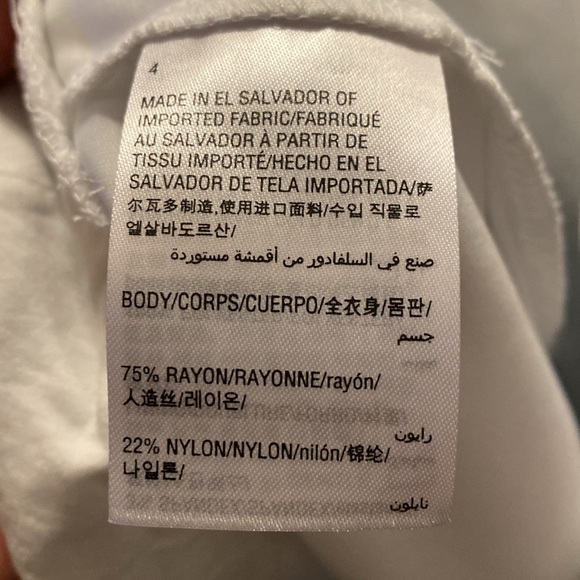 4
MADE IN EL SALVADOR OF
IMPORTED FABRIC/FABRIQUÉ
AU SALVADOR À PARTIR DE
TISSU IMPORTÉ/HECHO EN EL
SALVADOR DE TELA IMPORTADA/萨
尔瓦多制造,使用进口面料/수입 직물로
엘살바도르산/
صنع في السلفادور من أقمشة مستوردة
BODY/CORPS/CUERPO/全衣身/몸판/
جسم
75% RAYON/RAYONNE/rayón/
人造丝/레이온/
رايون
22% NYLON/NYLON/nilón/锦纶/
나일론/
نايلون